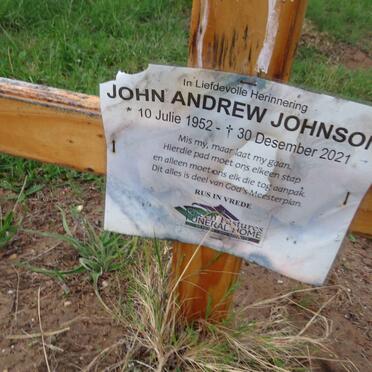 In Liefdevolle Herinnering
JOHN ANDREW JOHNSON
* 10 Julie 1952 - † 30 Desember 2021
Mis my, maar laat my gaan.
Hierdie pad moet ons elkeen stap
en alleen moet ons elk die tog aanpak.
Dit alles is deel van God's Meesterplan.
RUS IN VREDE
Pastures
FUNERAL HOME